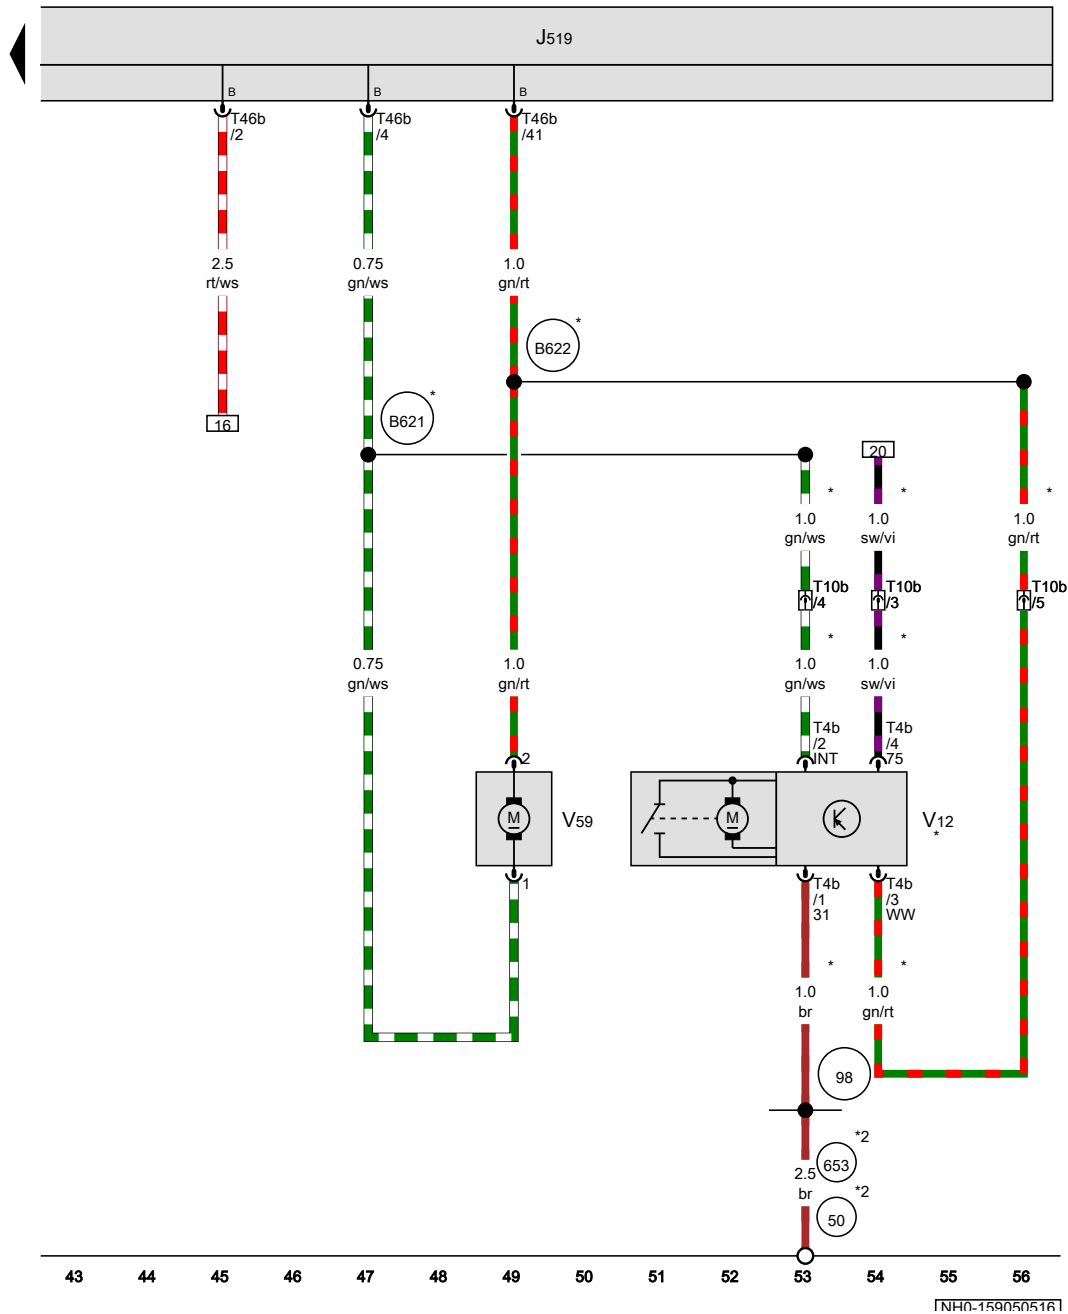 J519
B B B
T46b T46b T46b
/2 /4 /41
2.5 0.75 1.0
rt/ws gn/ws gn/rt
*
B622
*
B621
16
20
* * *
1.0 1.0 1.0
gn/ws sw/vi gn/rt
T10b T10b T10b
/4 /3 /5
* *
0.75 1.0 1.0 1.0
gn/ws gn/rt gn/ws sw/vi
T4b T4b
/2 /4
2 INT 75
M M V59 V12
*
1 T4b T4b
/1 /3
31 WW
* *
1.0 1.0
br gn/rt
98
*2
653
2.5
br
*2
50
43 44 45 46 47 48 49 50 51 52 53 54 55 56
NH0-159050516